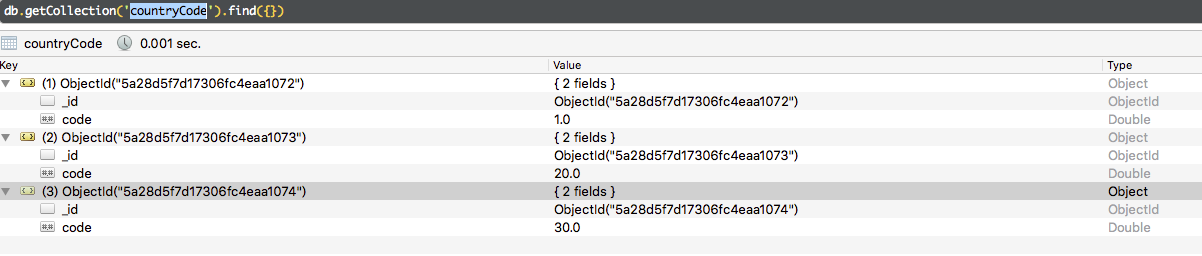 db.getCollection('countryCode').find({})
countryCode 0.001 sec.
Key Value Type
(1) ObjectId("5a28d5f7d17306fc4eaa1072") { 2 fields } Object
_id ObjectId("5a28d5f7d17306fc4eaa1072") ObjectId
code 1.0 Double
(2) ObjectId("5a28d5f7d17306fc4eaa1073") { 2 fields } Object
_id ObjectId("5a28d5f7d17306fc4eaa1073") ObjectId
code 20.0 Double
(3) ObjectId("5a28d5f7d17306fc4eaa1074") { 2 fields } Object
_id ObjectId("5a28d5f7d17306fc4eaa1074") ObjectId
code 30.0 Double